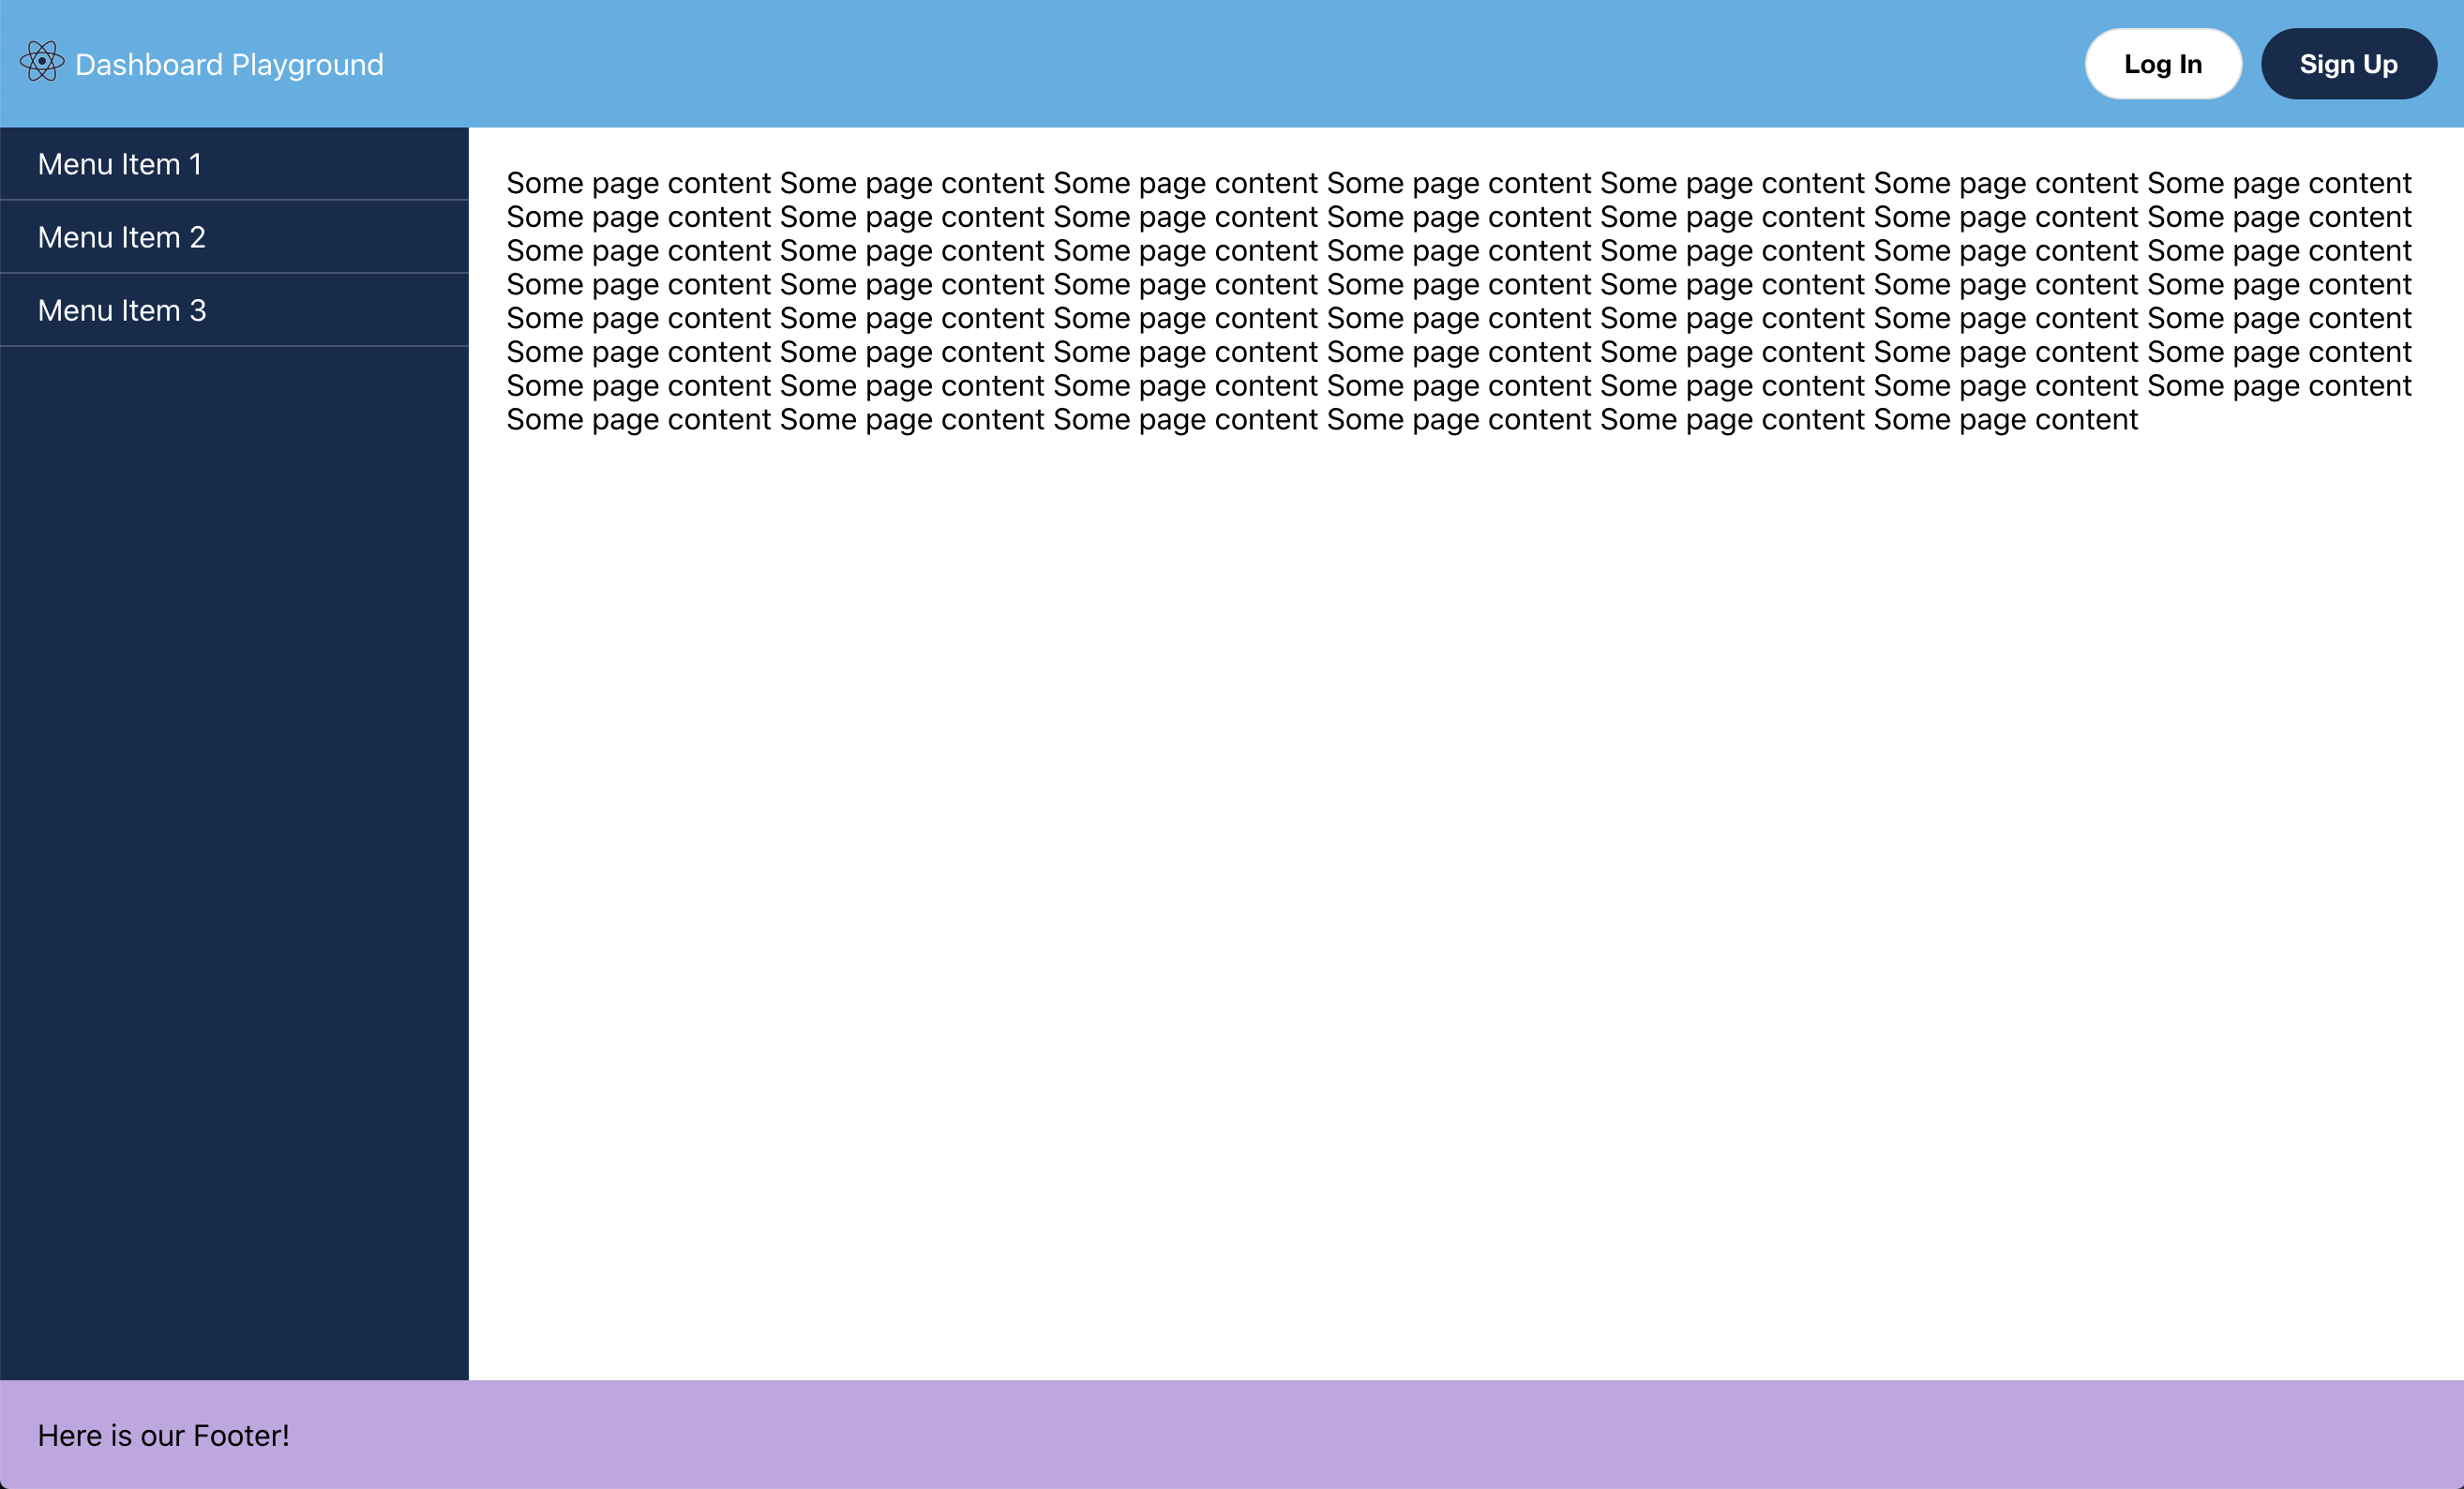 Dashboard Playground
Log In
Sign Up
Menu Item 1
Menu Item 2
Menu Item 3
Some page content Some page content Some page content Some page content Some page content Some page content Some page content
Some page content Some page content Some page content Some page content Some page content Some page content Some page content
Some page content Some page content Some page content Some page content Some page content Some page content Some page content
Some page content Some page content Some page content Some page content Some page content Some page content Some page content
Some page content Some page content Some page content Some page content Some page content Some page content Some page content
Some page content Some page content Some page content Some page content Some page content Some page content Some page content
Some page content Some page content Some page content Some page content Some page content Some page content Some page content
Some page content Some page content Some page content Some page content Some page content Some page content
Here is our Footer!